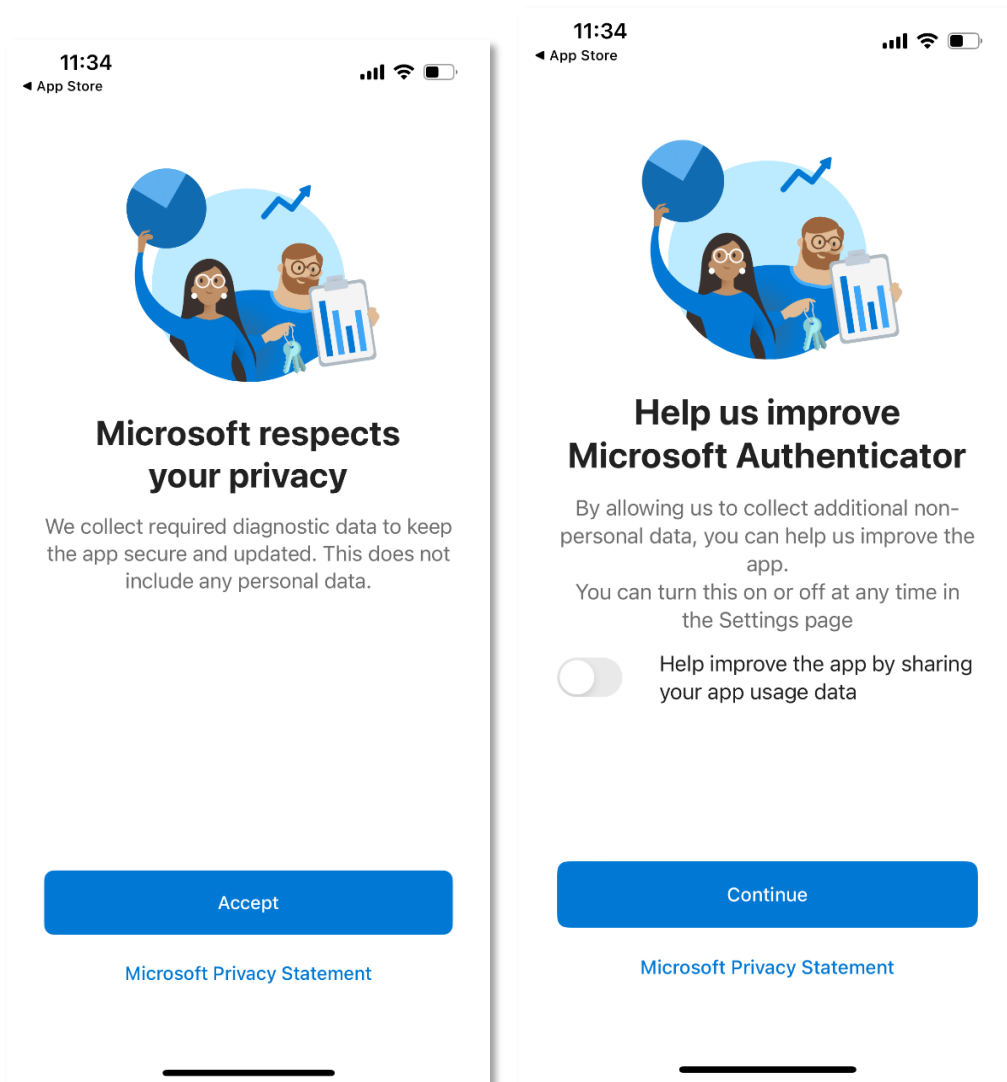 11:34
◀ App Store
Microsoft respects
your privacy
We collect required diagnostic data to keep
the app secure and updated. This does not
include any personal data.
Accept
Microsoft Privacy Statement
11:34
◀ App Store
Help us improve
Microsoft Authenticator
By allowing us to collect additional non-
personal data, you can help us improve the
app.
You can turn this on or off at any time in
the Settings page
Help improve the app by sharing
your app usage data
Continue
Microsoft Privacy Statement